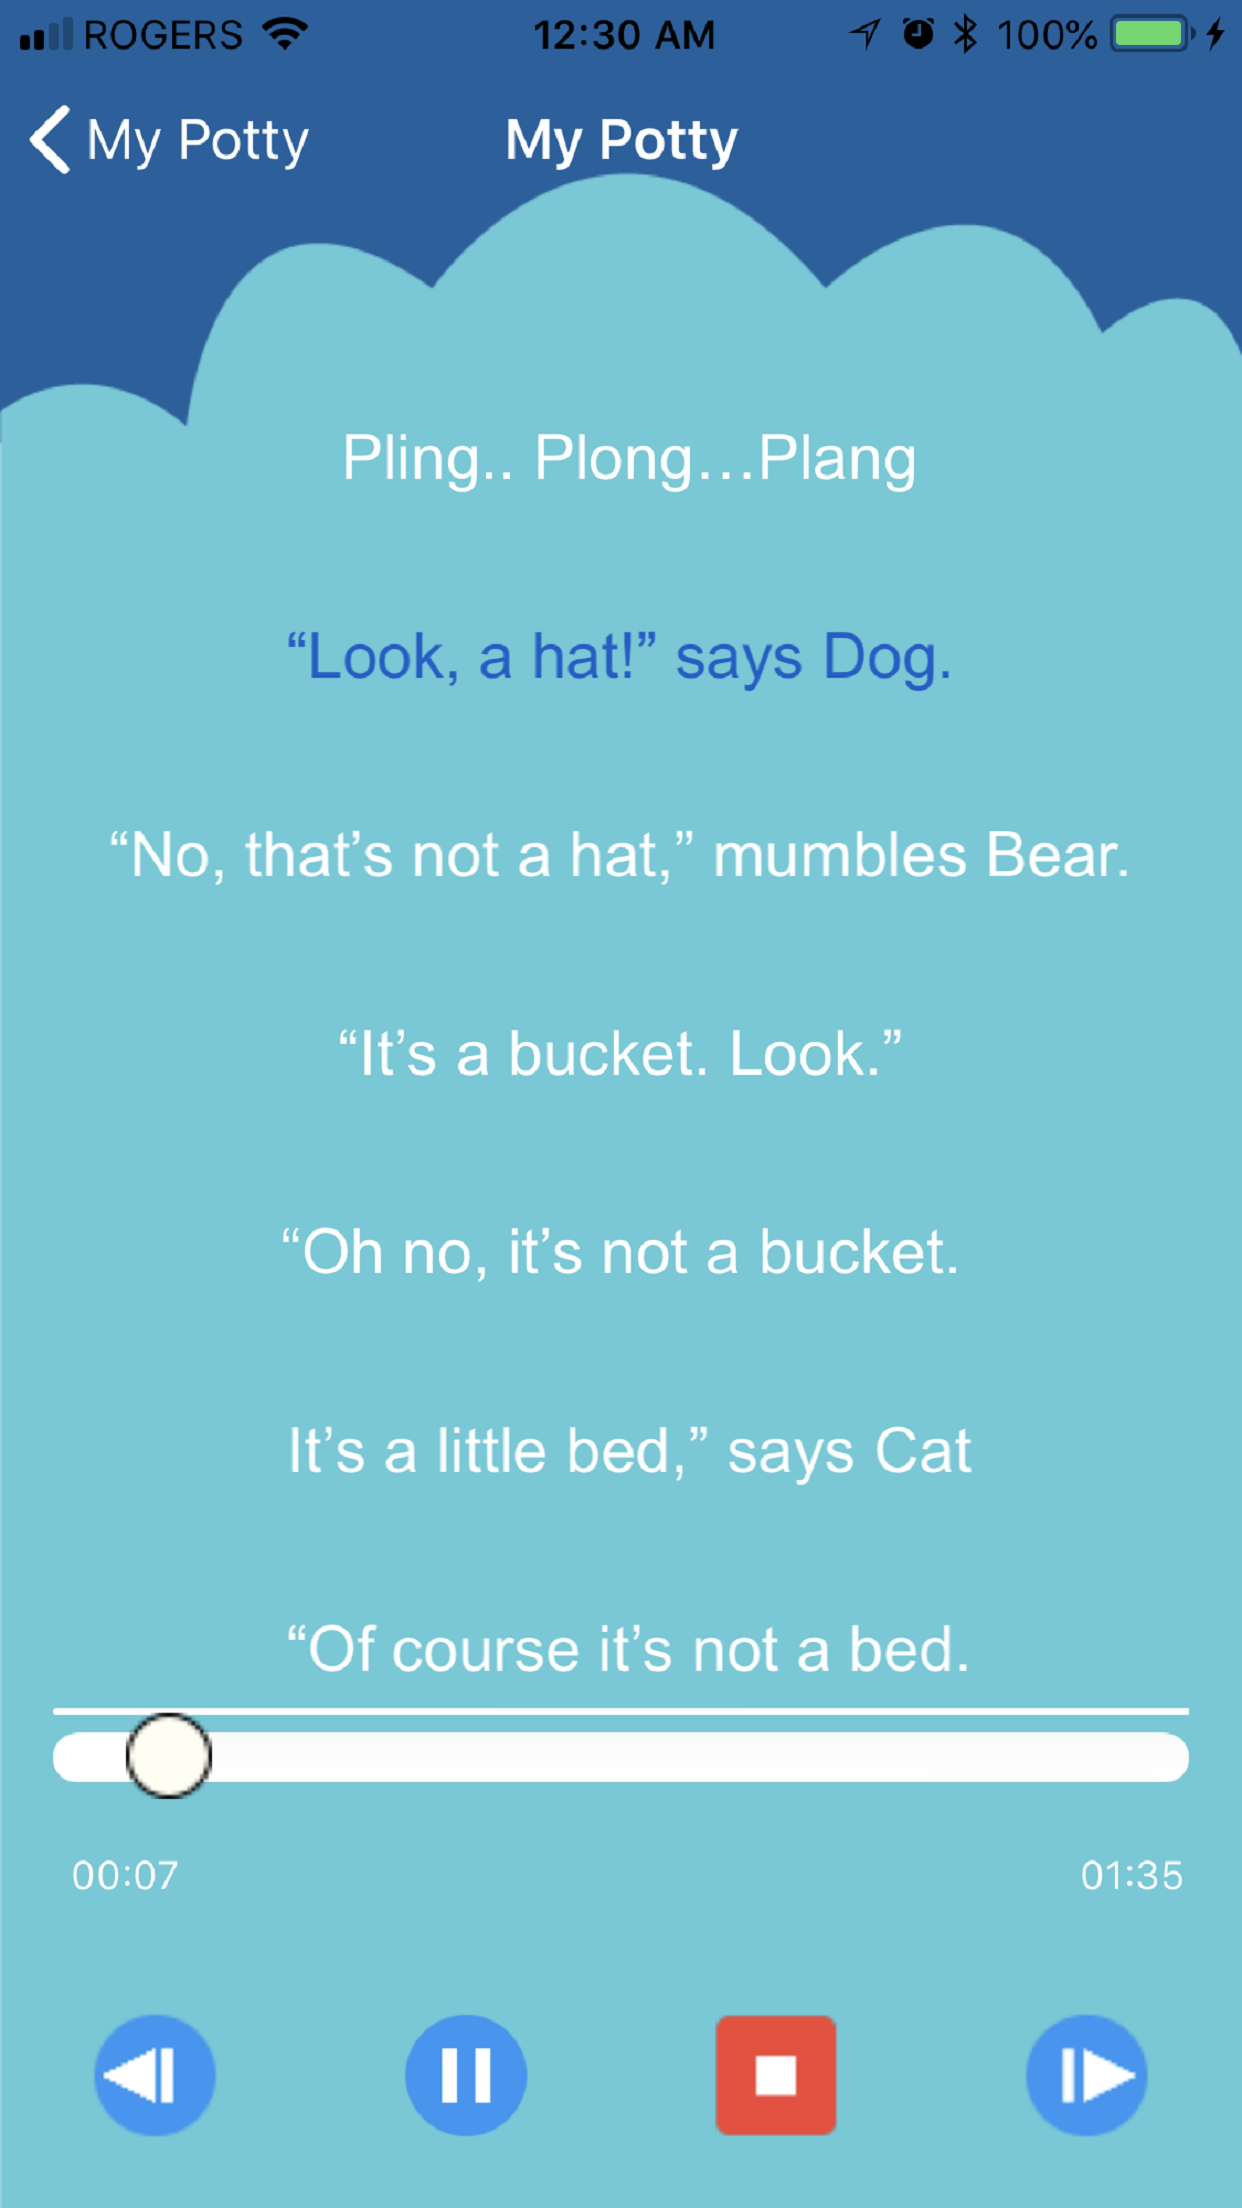 ROGERS 12:30 AM 100%
My Potty My Potty
Pling.. Plong...Plang
“Look, a hat!” says Dog.
“No, that’s not a hat,” mumbles Bear.
“It’s a bucket. Look.”
“Oh no, it’s not a bucket.
It’s a little bed,” says Cat
“Of course it’s not a bed.
00:07 01:35